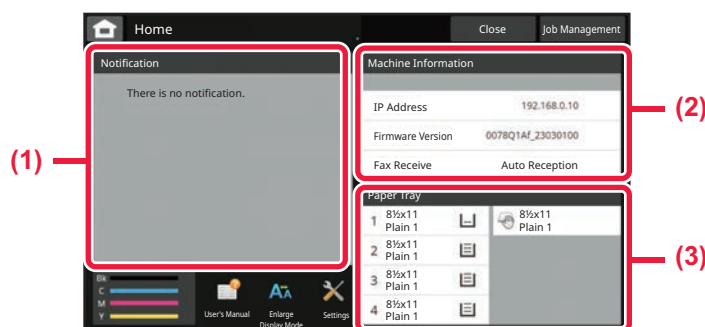 Home
Close
Job Management
Notification
There is no notification.
Machine Information
IP Address 192.168.0.10
Firmware Version 0078Q1Af_23030100
Fax Receive Auto Reception
Paper Tray
1 8½x11
Plain 1
2 8½x11
Plain 1
3 8½x11
Plain 1
4 8½x11
Plain 1
8½x11
Plain 1
Bk
C
M
Y
User's Manual
Enlarge
Display Mode
Settings
(1)
(2)
(3)